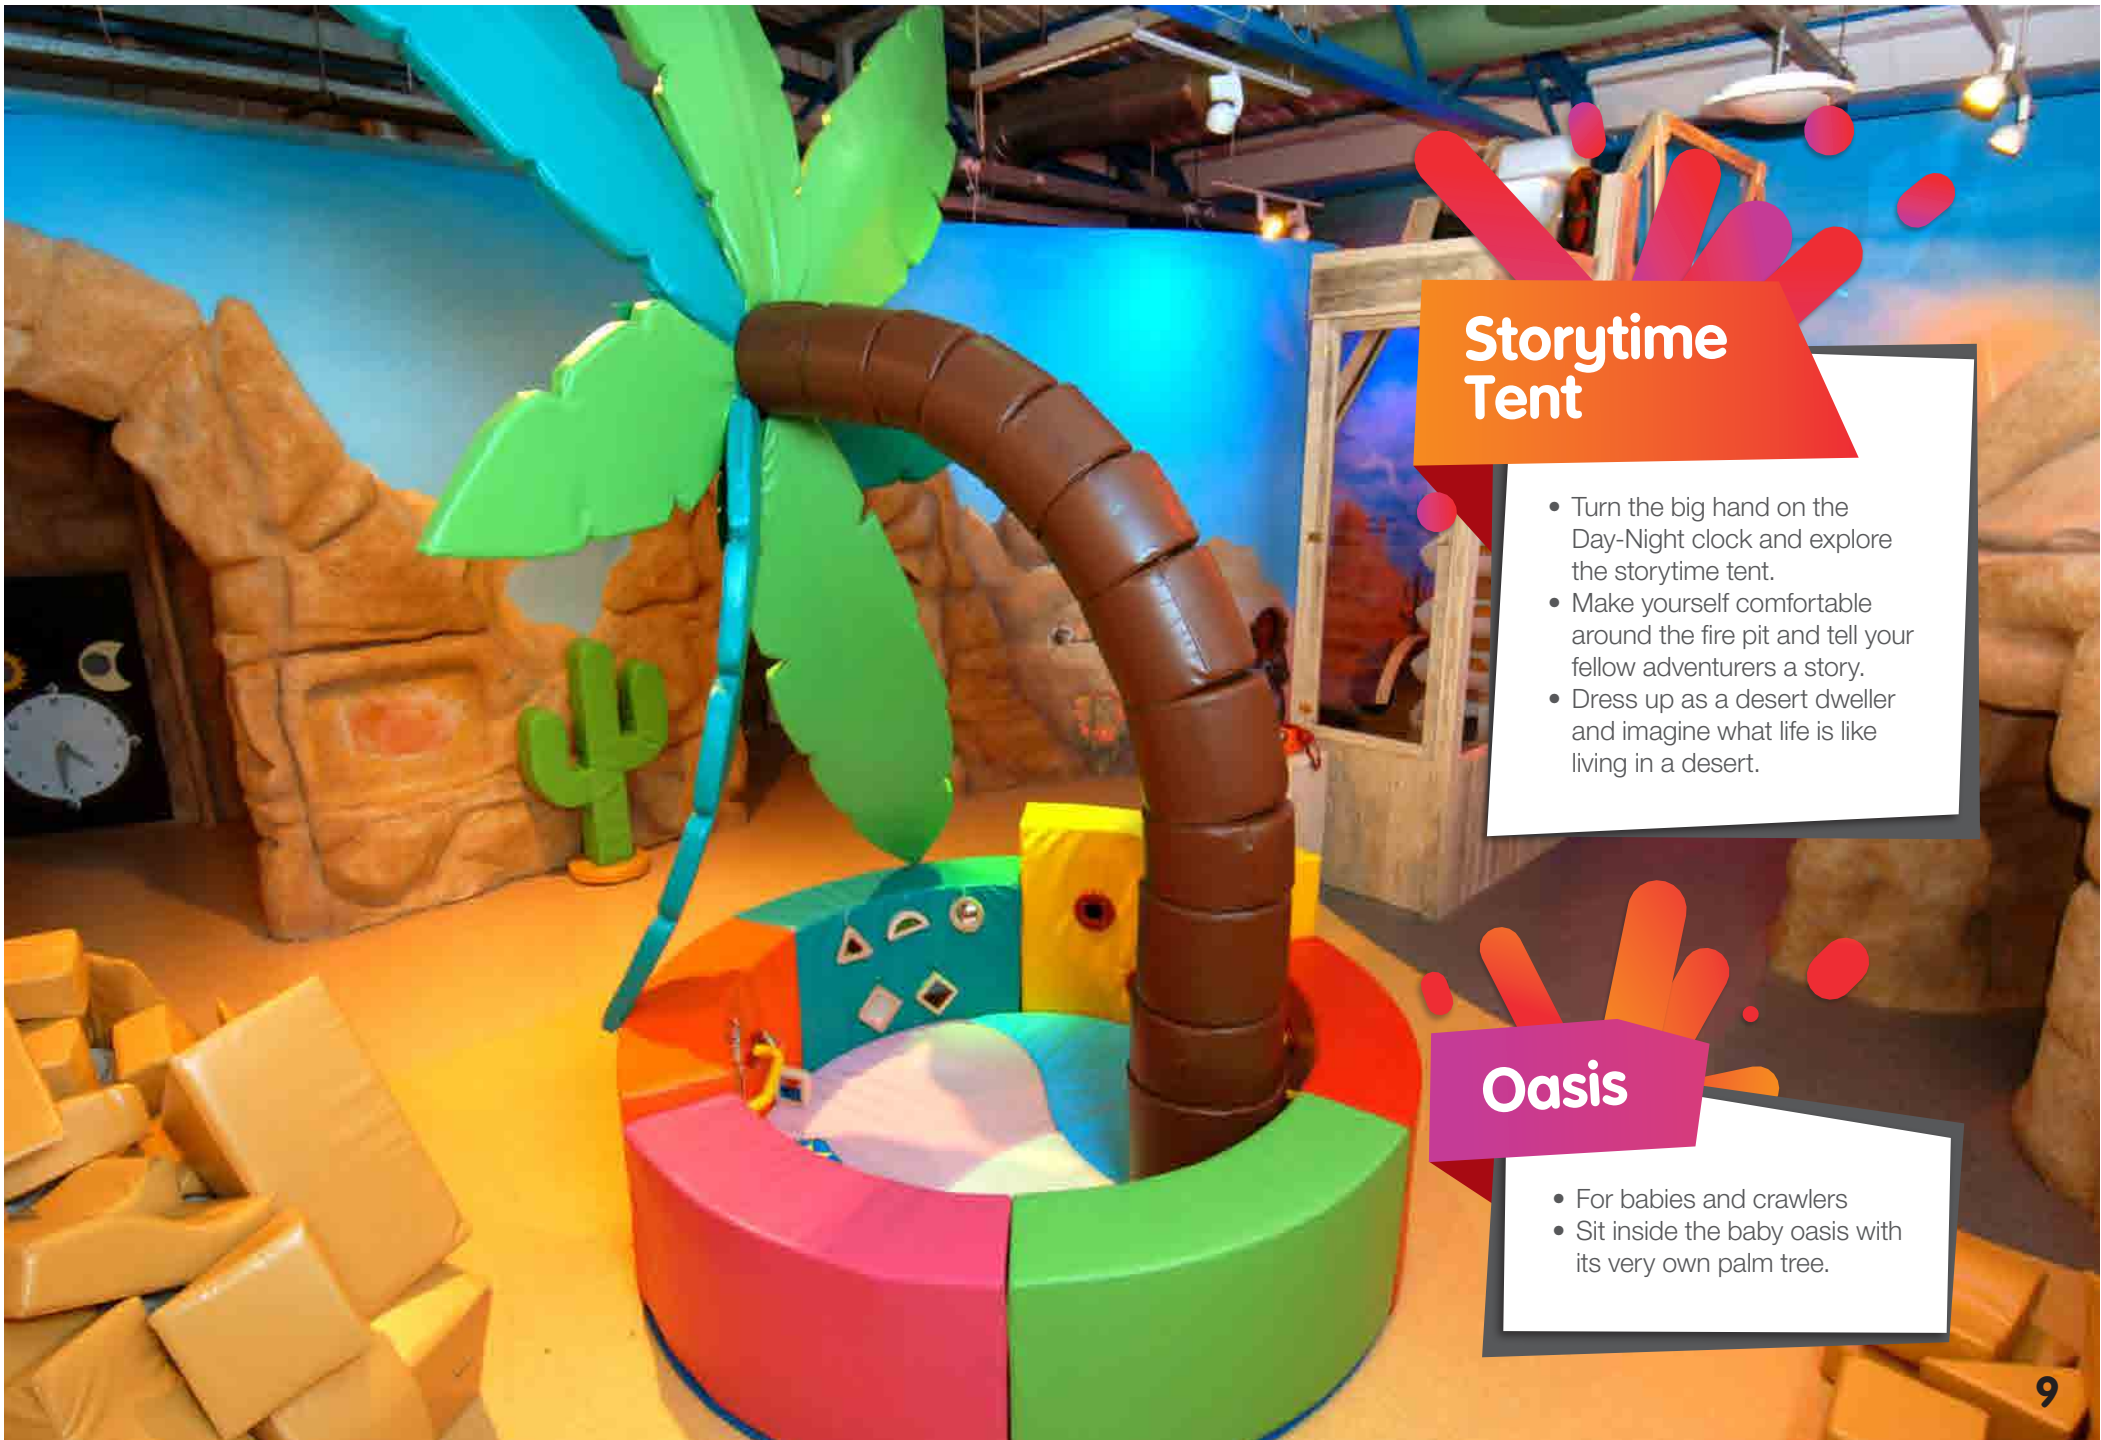 Storytime
Tent
• Turn the big hand on the
Day-Night clock and explore
the storytime tent.
• Make yourself comfortable
around the fire pit and tell your
fellow adventurers a story.
• Dress up as a desert dweller
and imagine what life is like
living in a desert.
Oasis
• For babies and crawlers
• Sit inside the baby oasis with
its very own palm tree.
9